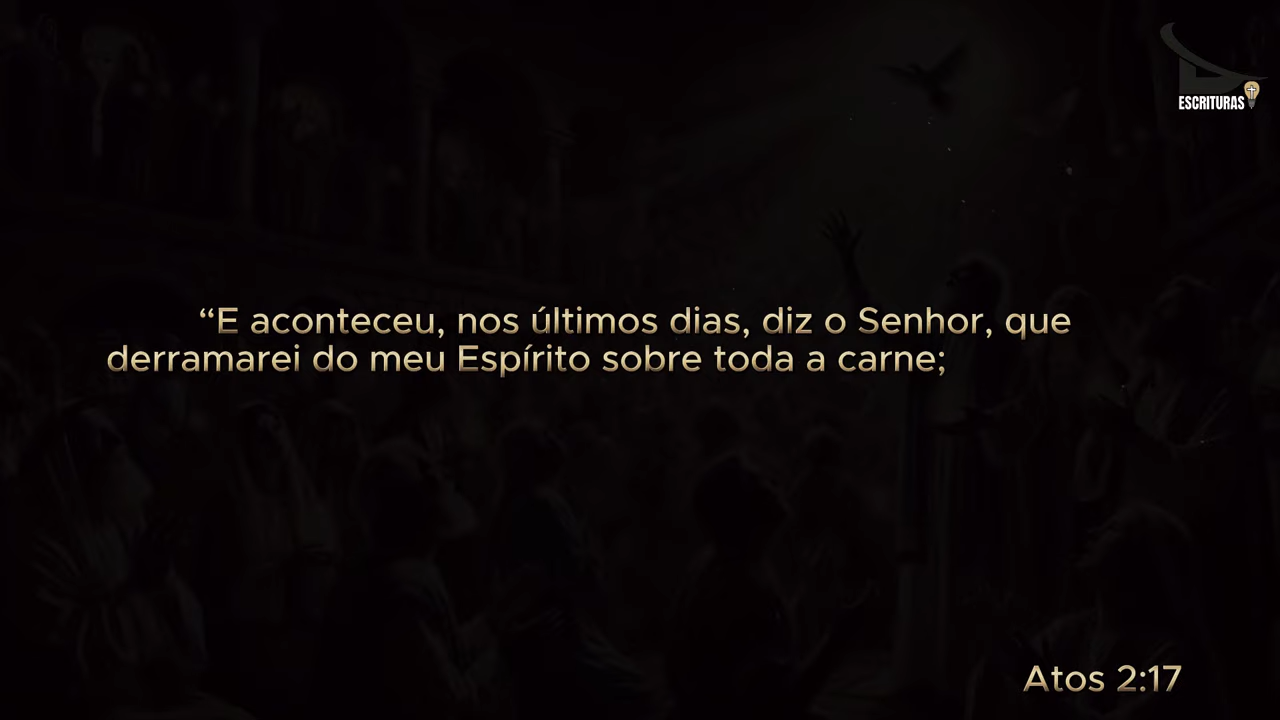 ESCRITURAS
“E aconteceu, nos últimos dias, diz o Senhor, que
derramarei do meu Espírito sobre toda a carne;
Atos 2:17